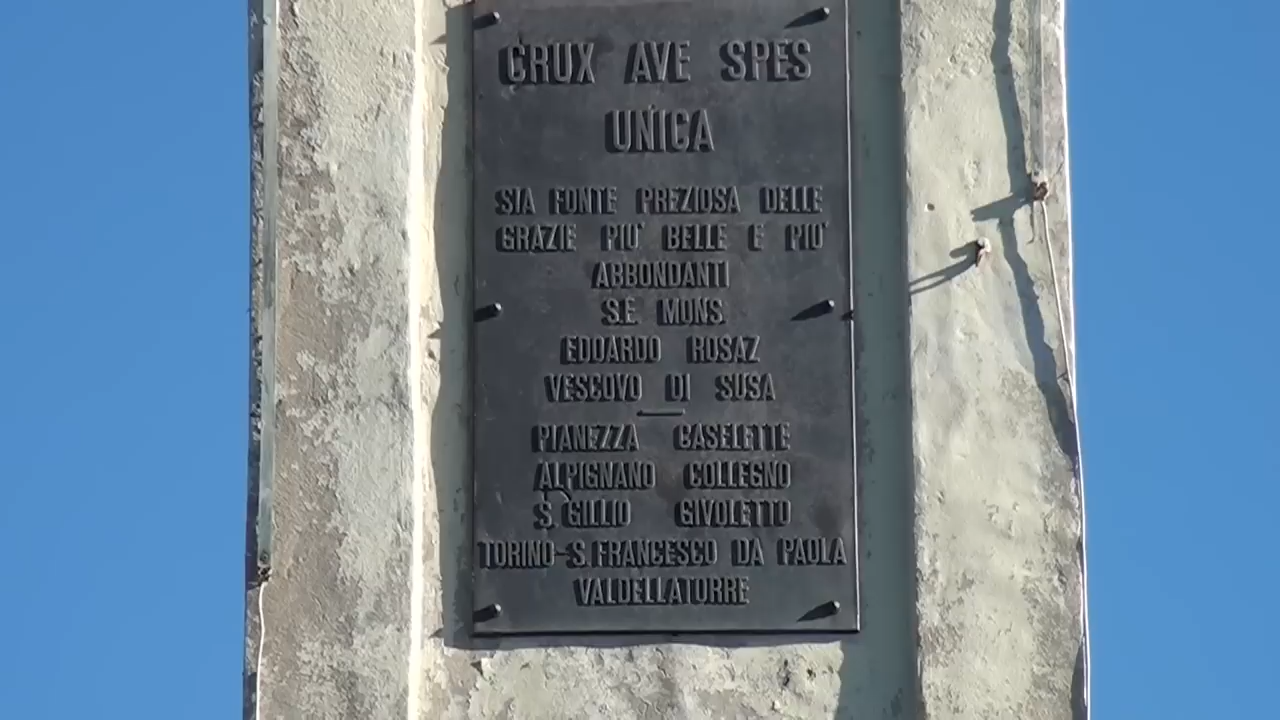 CRUX AVE SPES
UNICA
SIA FONTE PREZIOSA DELLE
GRAZIE PIU' BELLE E PIU'
ABBONDANTI
S.E. MONS.
EDOARDO ROSAZ
VESCOVO DI SUSA
PIANEZZA CASELETTE
ALPIGNANO COLLEGNO
S. GILLIO GIVOLETTO
TORINO-S. FRANCESCO DA PAOLA
VALDELLATORRE